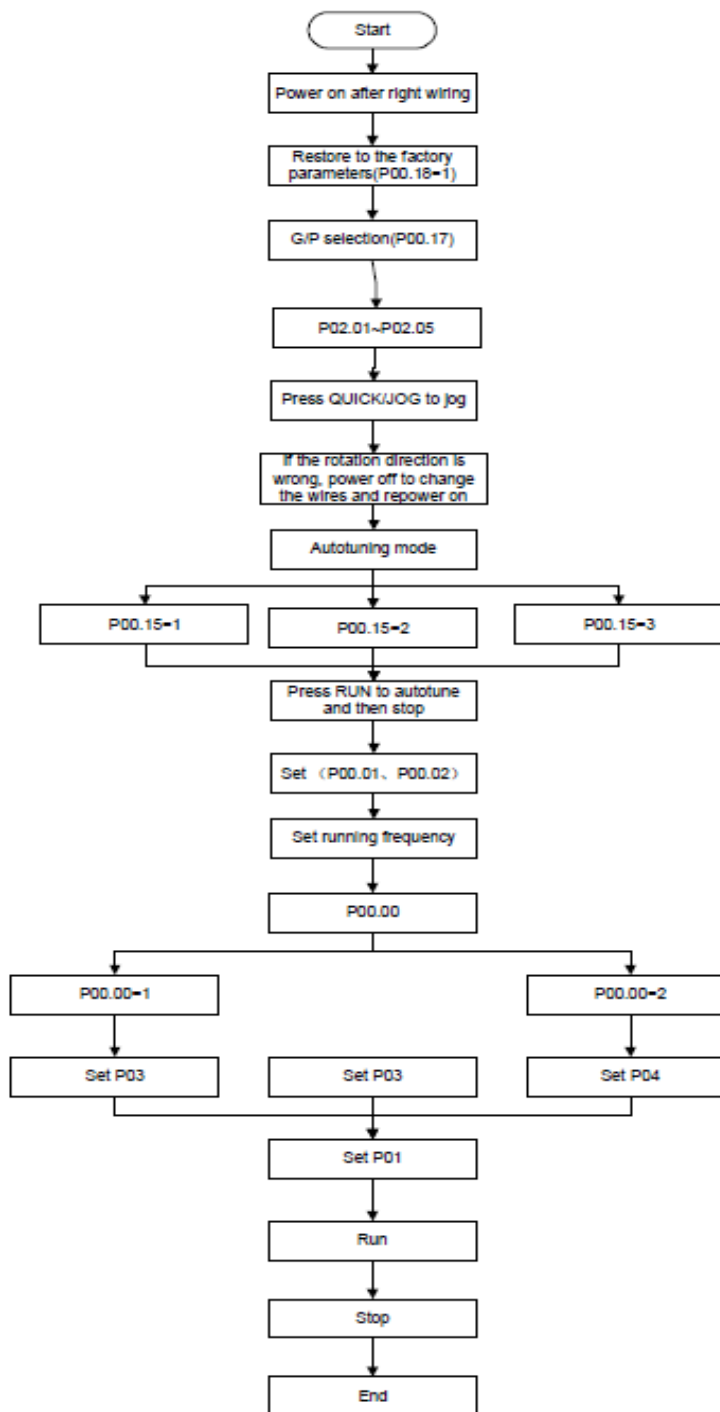 Start
Power on after right wiring
Restore to the factory
parameters(P00.18=1)
G/P selection(P00.17)
P02.01~P02.05
Press QUICK/JOG to jog
If the rotation direction is
wrong, power off to change
the wires and repower on
Autotuning mode
P00.15=1
P00.15=2
P00.15=3
Press RUN to autotune
and then stop
Set （P00.01、P00.02）
Set running frequency
P00.00
P00.00=1
P00.00=2
Set P03
Set P03
Set P04
Set P01
Run
Stop
End